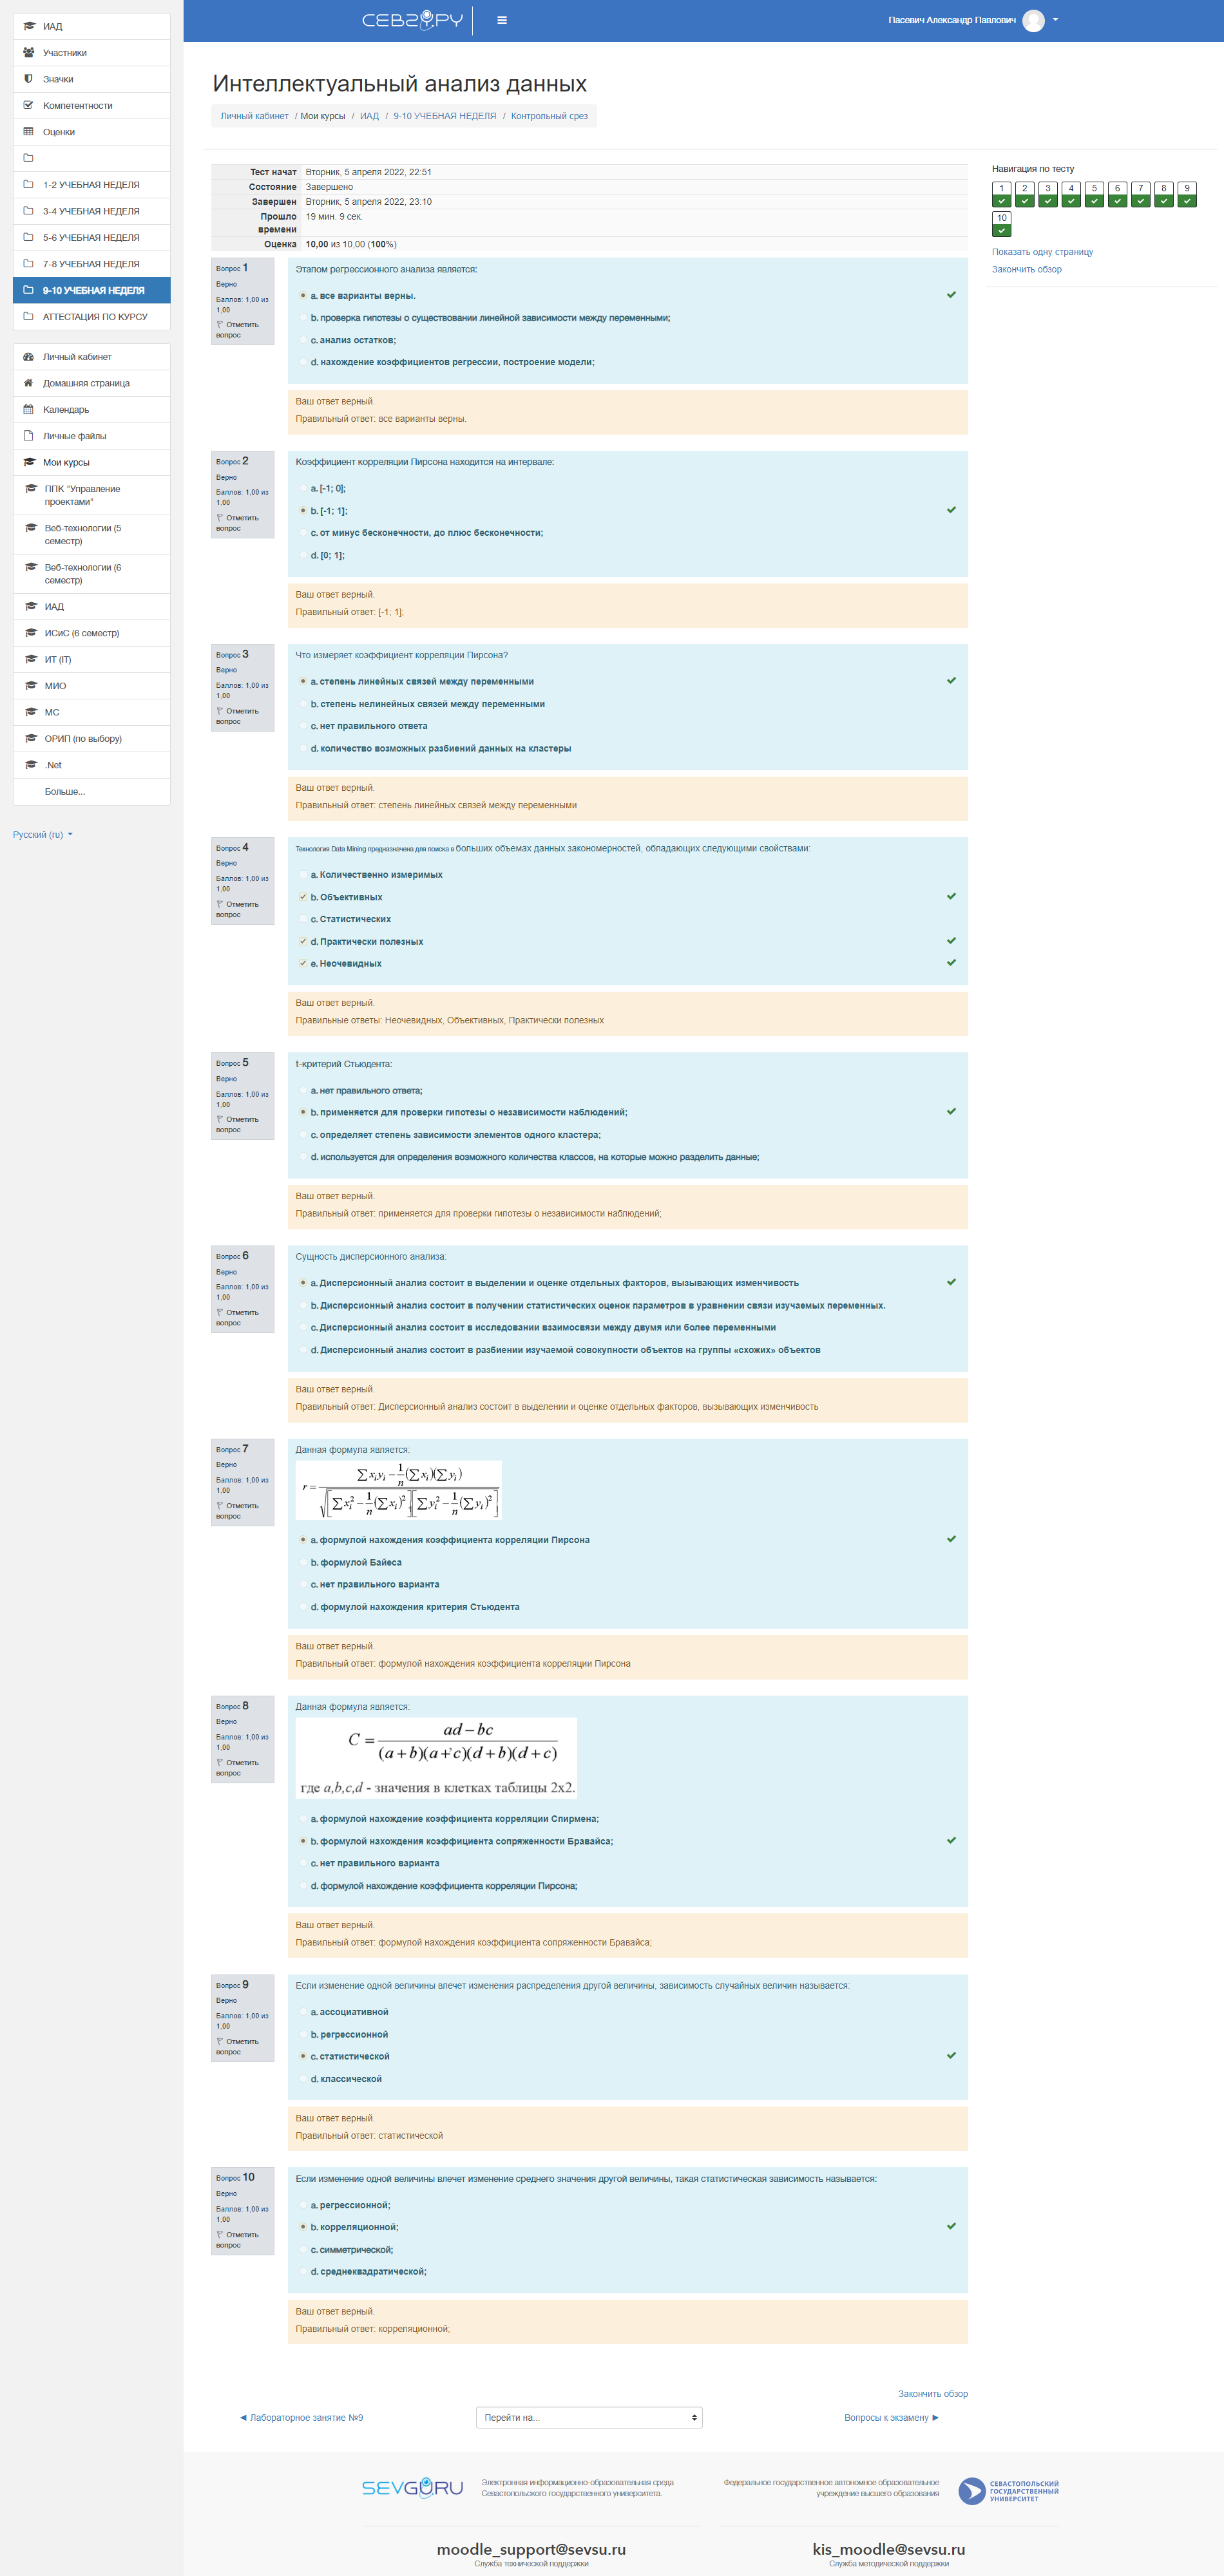 ИАД
Участники
Значки
Компетентности
Оценки
1-2 УЧЕБНАЯ НЕДЕЛЯ
3-4 УЧЕБНАЯ НЕДЕЛЯ
5-6 УЧЕБНАЯ НЕДЕЛЯ
7-8 УЧЕБНАЯ НЕДЕЛЯ
9-10 УЧЕБНАЯ НЕДЕЛЯ
АТТЕСТАЦИЯ ПО КУРСУ
Личный кабинет
Домашняя страница
Календарь
Личные файлы
Мои курсы
ППК "Управление
проектами"
Веб-технологии (5
семестр)
Веб-технологии (6
семестр)
ИАД
ИСиС (6 семестр)
ИТ (IT)
МИО
МС
ОРИП (по выбору)
.Net
Больше...
Русский (ru)
СЕВГУ.РУ
Пасевич Александр Павлович
Интеллектуальный анализ данных
Личный кабинет / Мои курсы / ИАД / 9-10 УЧЕБНАЯ НЕДЕЛЯ / Контрольный срез
Тест начат Вторник, 5 апреля 2022, 22:51
Состояние Завершено
Завершен Вторник, 5 апреля 2022, 23:10
Прошло времени 19 мин. 9 сек.
Оценка 10,00 из 10,00 (100%)
Навигация по тесту
1 2 3 4 5 6 7 8 9
10
Показать одну страницу
Закончить обзор
Вопрос 1
Верно
Баллов: 1,00 из
1,00
Отметить
вопрос
Этапом регрессионного анализа является:
a. все варианты верны.
b. проверка гипотезы о существовании линейной зависимости между переменными;
c. анализ остатков;
d. нахождение коэффициентов регрессии, построение модели;
Ваш ответ верный.
Правильный ответ: все варианты верны.
Вопрос 2
Верно
Баллов: 1,00 из
1,00
Отметить
вопрос
Коэффициент корреляции Пирсона находится на интервале:
a. [-1; 0];
b. [-1; 1];
c. от минус бесконечности, до плюс бесконечности;
d. [0; 1];
Ваш ответ верный.
Правильный ответ: [-1; 1];
Вопрос 3
Верно
Баллов: 1,00 из
1,00
Отметить
вопрос
Что измеряет коэффициент корреляции Пирсона?
a. степень линейных связей между переменными
b. степень нелинейных связей между переменными
c. нет правильного ответа
d. количество возможных разбиений данных на кластеры
Ваш ответ верный.
Правильный ответ: степень линейных связей между переменными
Вопрос 4
Верно
Баллов: 1,00 из
1,00
Отметить
вопрос
Технология Data Mining предназначена для поиска в больших объемах данных закономерностей, обладающих следующими свойствами:
a. Количественно измеримых
b. Объективных
c. Статистических
d. Практически полезных
e. Неочевидных
Ваш ответ верный.
Правильные ответы: Неочевидных, Объективных, Практически полезных
Вопрос 5
Верно
Баллов: 1,00 из
1,00
Отметить
вопрос
t-критерий Стьюдента:
a. нет правильного ответа;
b. применяется для проверки гипотезы о независимости наблюдений;
c. определяет степень зависимости элементов одного кластера;
d. используется для определения возможного количества классов, на которые можно разделить данные;
Ваш ответ верный.
Правильный ответ: применяется для проверки гипотезы о независимости наблюдений;
Вопрос 6
Верно
Баллов: 1,00 из
1,00
Отметить
вопрос
Сущность дисперсионного анализа:
a. Дисперсионный анализ состоит в выделении и оценке отдельных факторов, вызывающих изменчивость
b. Дисперсионный анализ состоит в получении статистических оценок параметров в уравнении связи изучаемых переменных.
c. Дисперсионный анализ состоит в исследовании взаимосвязи между двумя или более переменными
d. Дисперсионный анализ состоит в разбиении изучаемой совокупности объектов на группы «схожих» объектов
Ваш ответ верный.
Правильный ответ: Дисперсионный анализ состоит в выделении и оценке отдельных факторов, вызывающих изменчивость
Вопрос 7
Верно
Баллов: 1,00 из
1,00
Отметить
вопрос
Данная формула является:
r = (∑xᵢyᵢ − 1/n(∑xᵢ)(∑yᵢ)) / √([∑xᵢ² − 1/n(∑xᵢ)²][∑yᵢ² − 1/n(∑yᵢ)²])
a. формулой нахождения коэффициента корреляции Пирсона
b. формулой Байеса
c. нет правильного варианта
d. формулой нахождения критерия Стьюдента
Ваш ответ верный.
Правильный ответ: формулой нахождения коэффициента корреляции Пирсона
Вопрос 8
Верно
Баллов: 1,00 из
1,00
Отметить
вопрос
Данная формула является:
C = (ad − bc) / ((a+b)(a+c)(d+b)(d+c))
где a,b,c,d - значения в клетках таблицы 2x2.
a. формулой нахождение коэффициента корреляции Спирмена;
b. формулой нахождения коэффициента сопряженности Бравайса;
c. нет правильного варианта
d. формулой нахождение коэффициента корреляции Пирсона;
Ваш ответ верный.
Правильный ответ: формулой нахождения коэффициента сопряженности Бравайса;
Вопрос 9
Верно
Баллов: 1,00 из
1,00
Отметить
вопрос
Если изменение одной величины влечет изменения распределения другой величины, зависимость случайных величин называется:
a. ассоциативной
b. регрессионной
c. статистической
d. классической
Ваш ответ верный.
Правильный ответ: статистической
Вопрос 10
Верно
Баллов: 1,00 из
1,00
Отметить
вопрос
Если изменение одной величины влечет изменение среднего значения другой величины, такая статистическая зависимость называется:
a. регрессионной;
b. корреляционной;
c. симметрической;
d. среднеквадратической;
Ваш ответ верный.
Правильный ответ: корреляционной;
Закончить обзор
◄ Лабораторное занятие №9
Перейти на...
Вопросы к экзамену ►
SEVGURU
Электронная информационно-образовательная среда
Севастопольского государственного университета.
Федеральное государственное автономное образовательное
учреждение высшего образования
СЕВАСТОПОЛЬСКИЙ
ГОСУДАРСТВЕННЫЙ
УНИВЕРСИТЕТ
moodle_support@sevsu.ru
Служба технической поддержки
kis_moodle@sevsu.ru
Служба методической поддержки